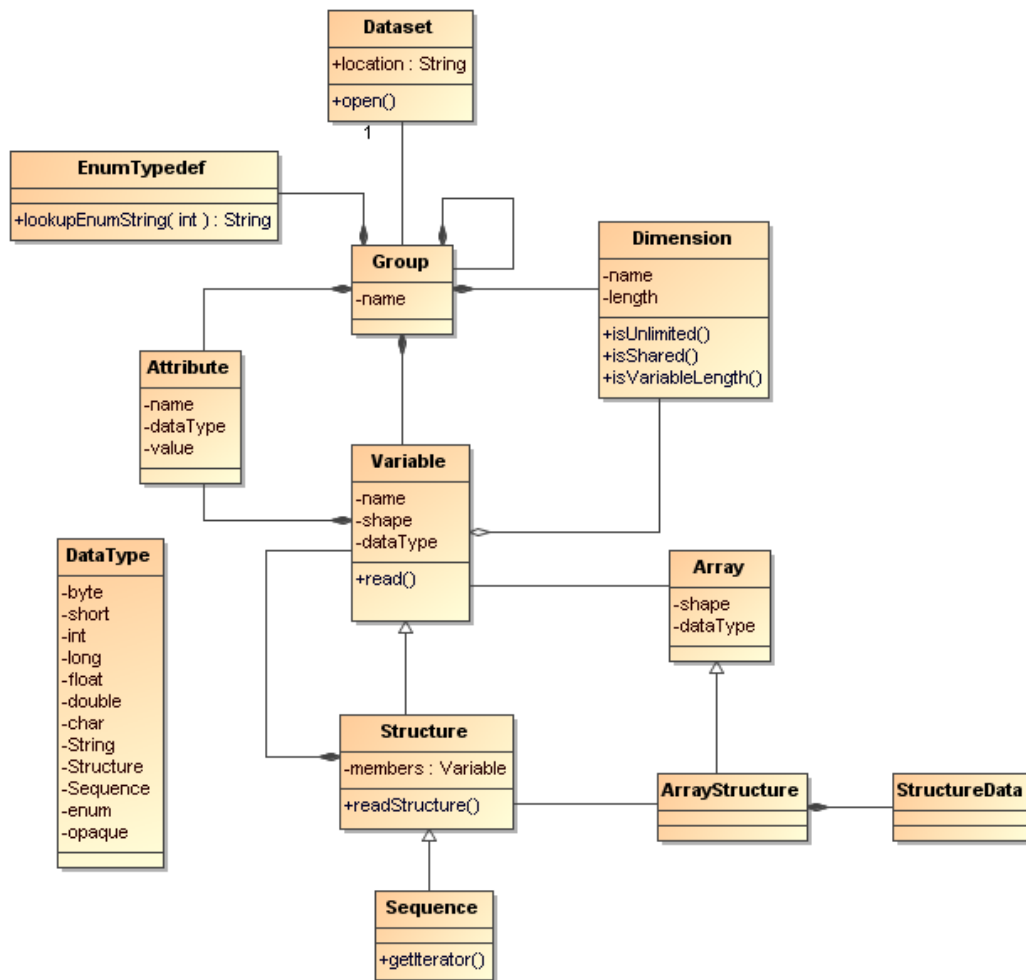 Dataset
+location : String
+open()
1
EnumTypedef
+lookupEnumString( int ) : String
Group
-name
Dimension
-name
-length
+isUnlimited()
+isShared()
+isVariableLength()
Attribute
-name
-dataType
-value
Variable
-name
-shape
-dataType
+read()
DataType
-byte
-short
-int
-long
-float
-double
-char
-String
-Structure
-Sequence
-enum
-opaque
Array
-shape
-dataType
Structure
-members : Variable
+readStructure()
ArrayStructure
StructureData
Sequence
+getIterator()